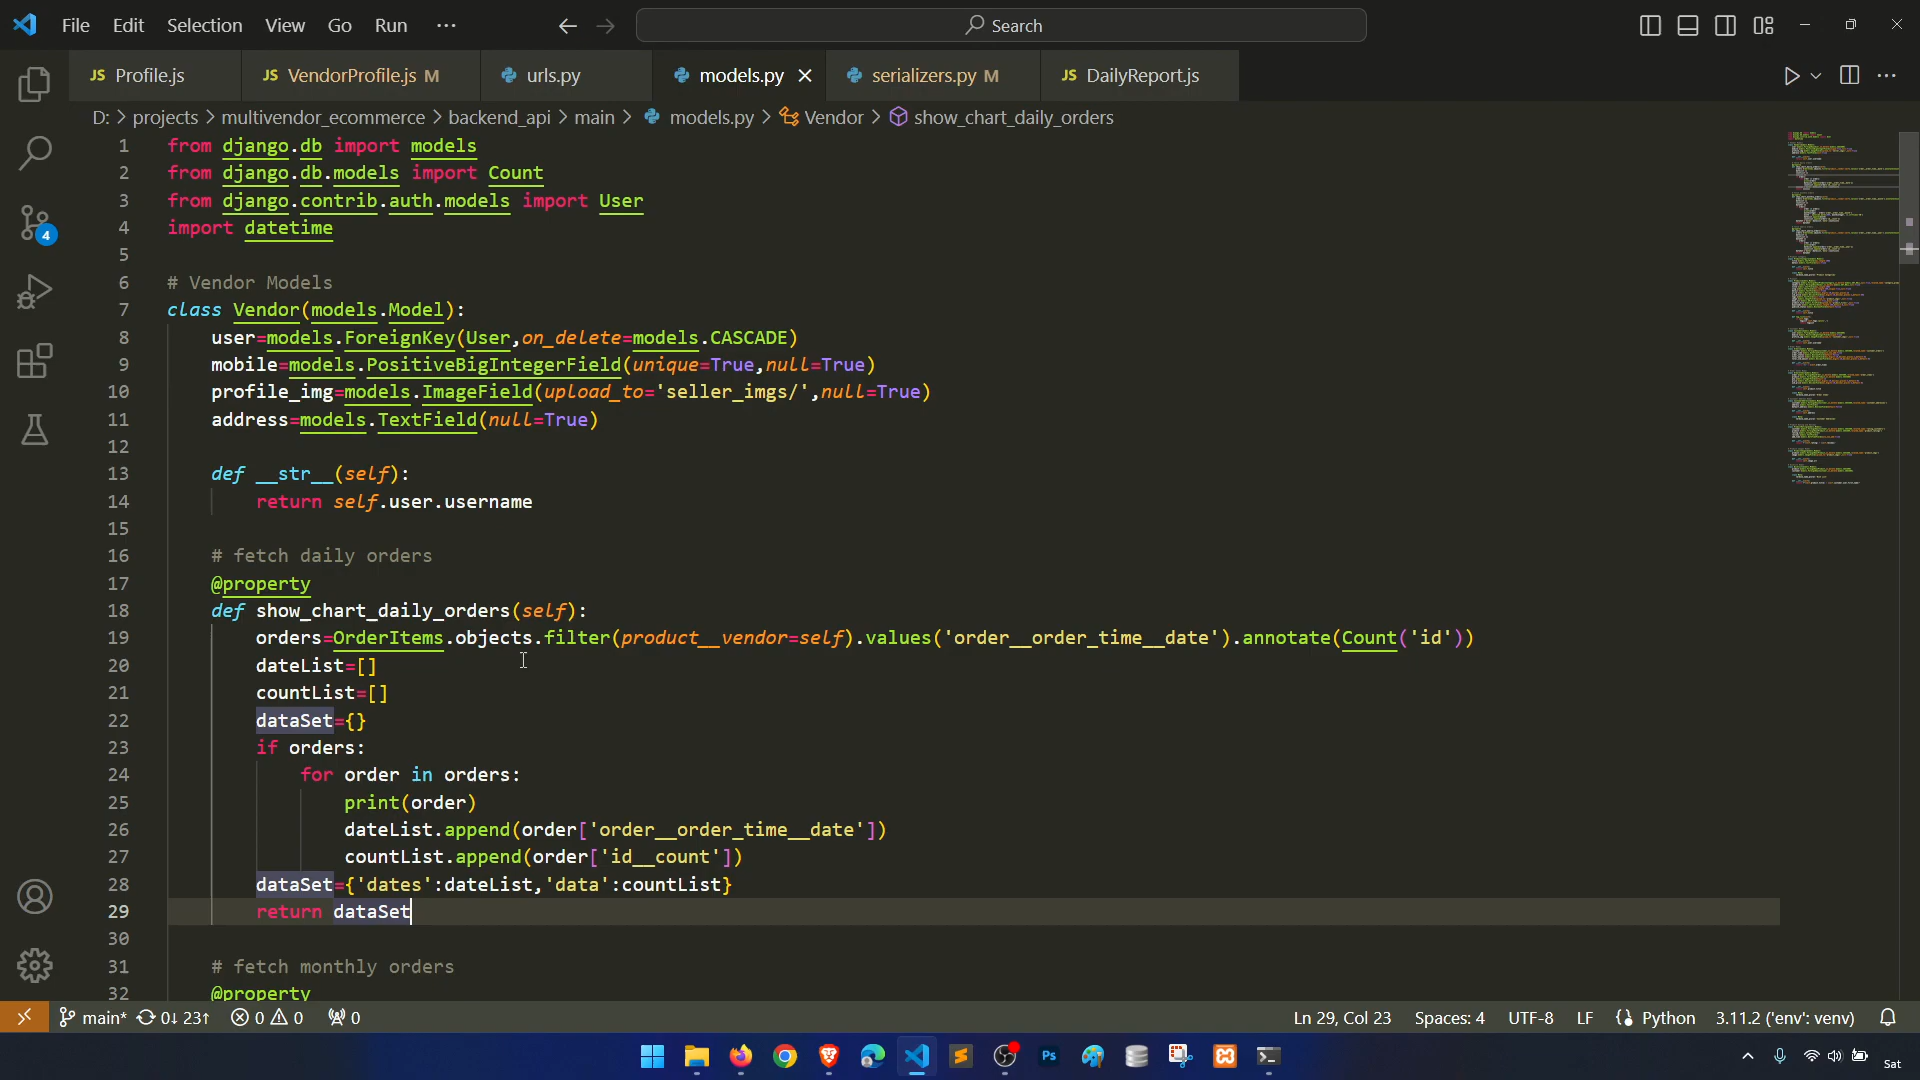 File Edit Selection View Go Run ··· Search
JS Profile.js JS VendorProfile.js M urls.py models.py serializers.py M JS DailyReport.js
D: > projects > multivendor_ecommerce > backend_api > main > models.py > Vendor > show_chart_daily_orders
1 from django.db import models
2 from django.db.models import Count
3 from django.contrib.auth.models import User
4 import datetime
5
6 # Vendor Models
7 class Vendor(models.Model):
8 user=models.ForeignKey(User,on_delete=models.CASCADE)
9 mobile=models.PositiveBigIntegerField(unique=True,null=True)
10 profile_img=models.ImageField(upload_to='seller_imgs/',null=True)
11 address=models.TextField(null=True)
12
13 def __str__(self):
14 return self.user.username
15
16 # fetch daily orders
17 @property
18 def show_chart_daily_orders(self):
19 orders=OrderItems.objects.filter(product__vendor=self).values('order__order_time__date').annotate(Count('id'))
20 dateList=[]
21 countList=[]
22 dataSet={}
23 if orders:
24 for order in orders:
25 print(order)
26 dateList.append(order['order__order_time__date'])
27 countList.append(order['id__count'])
28 dataSet={'dates':dateList,'data':countList}
29 return dataSet
30
31 # fetch monthly orders
32 @property
4
main* 0↓ 23↑ 0 0 0 Ln 29, Col 23 Spaces: 4 UTF-8 LF Python 3.11.2 ('env': venv)
Ps Sat